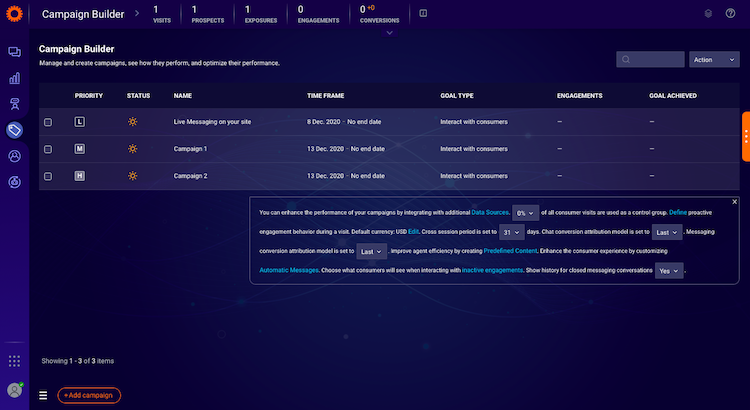 Campaign Builder
1 VISITS
1 PROSPECTS
1 EXPOSURES
0 ENGAGEMENTS
0 +0 CONVERSIONS
Campaign Builder
Manage and create campaigns, see how they perform, and optimize their performance.
Action
PRIORITY STATUS NAME TIME FRAME GOAL TYPE ENGAGEMENTS GOAL ACHIEVED
L Live Messaging on your site 8 Dec. 2020 - No end date Interact with consumers – –
M Campaign 1 13 Dec. 2020 - No end date Interact with consumers – –
H Campaign 2 13 Dec. 2020 - No end date Interact with consumers – –
You can enhance the performance of your campaigns by integrating with additional Data Sources. 0% of all consumer visits are used as a control group. Define proactive
engagement behavior during a visit. Default currency: USD Edit. Cross session period is set to 31 days. Chat conversion attribution model is set to Last . Messaging
conversion attribution model is set to Last . Improve agent efficiency by creating Predefined Content. Enhance the consumer experience by customizing
Automatic Messages. Choose what consumers will see when interacting with inactive engagements. Show history for closed messaging conversations Yes .
Showing 1 - 3 of 3 items
+ Add campaign